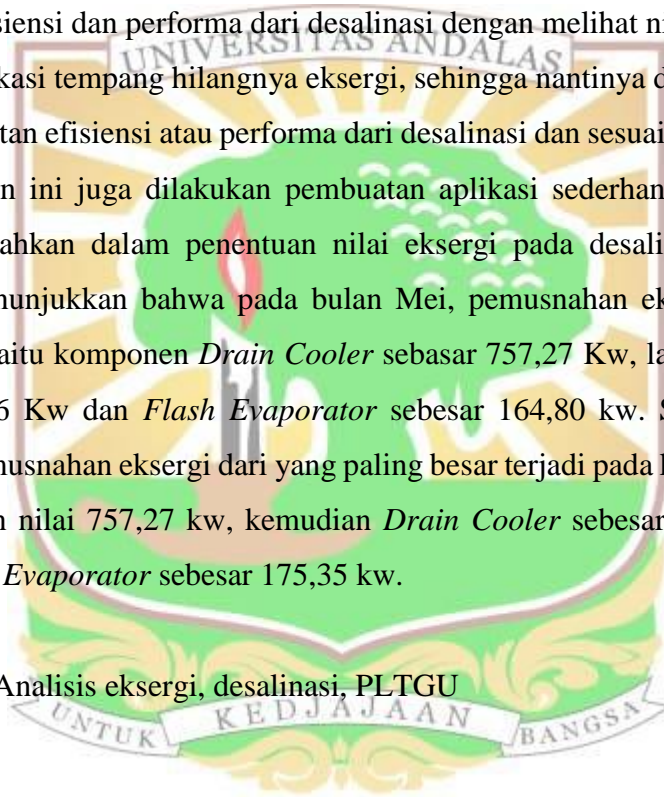 UNIVERSITAS ANDALAS
siensi dan performa dari desalinasi dengan melihat n
kasi tempang hilangnya eksergi, sehingga nantinya d
tan efisiensi atau performa dari desalinasi dan sesuai
n ini juga dilakukan pembuatan aplikasi sederhan
ahkan dalam penentuan nilai eksergi pada desali
nunjukkan bahwa pada bulan Mei, pemusnahan ek
aitu komponen Drain Cooler sebasar 757,27 Kw, la
6 Kw dan Flash Evaporator sebesar 164,80 kw. S
nusnahan eksergi dari yang paling besar terjadi pada
n nilai 757,27 kw, kemudian Drain Cooler sebesar
Evaporator sebesar 175,35 kw.
Analisis eksergi, desalinasi, PLTGU
UNTUK KEDJAJAAN BANGSA